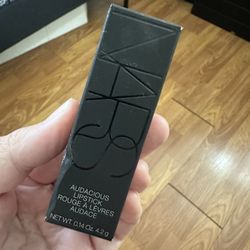 NARS
AUDACIOUS
LIPSTICK
ROUGE À LÈVRES
AUDACE
NET WT. 0.14 OZ. 4.2 g